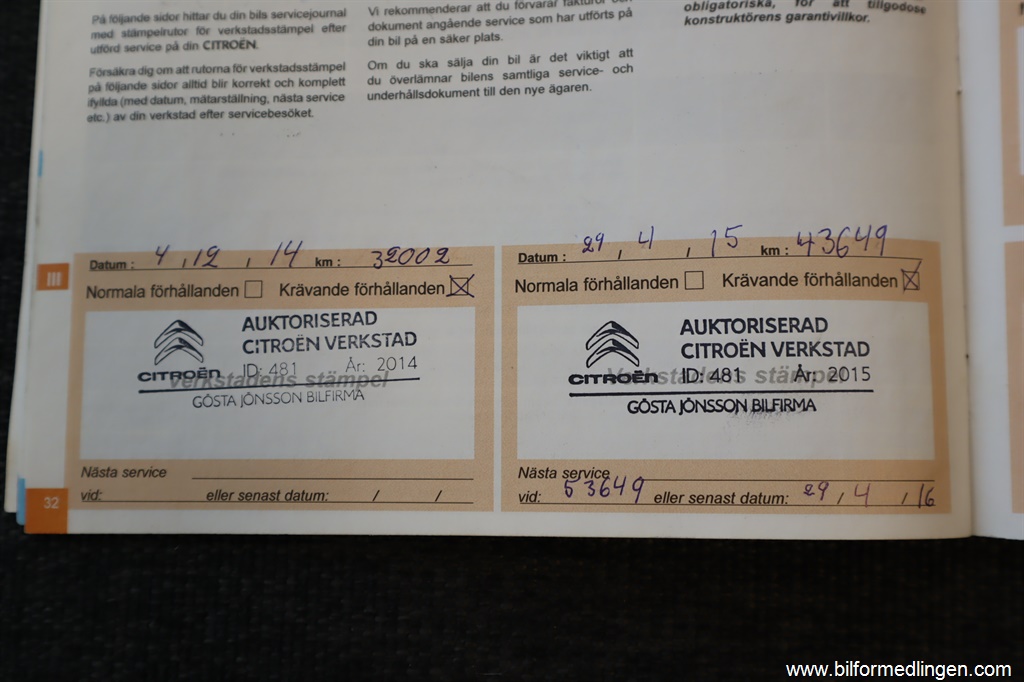 På följande sidor hittar du din bils servicejournal
med stämpelrutor för verkstadsstämpel efter
utförd service på din CITROËN.
Försäkra dig om att rutorna för verkstadsstämpel
på följande sidor alltid blir korrekt och komplett
ifyllda (med datum, mätarställning, nästa service
etc.) av din verkstad efter servicebesöket.
Vi rekommenderar att du förvarar fakturor och
dokument angående service som har utförts på
din bil på en säker plats.
Om du ska sälja din bil är det viktigt att
du överlämnar bilens samtliga service- och
underhållsdokument till den nye ägaren.
obligatoriska, för att tillgodose
konstruktörens garantivillkor.
III
Datum : 4 , 12 , 14 km : 32002
Normala förhållanden Krävande förhållanden
AUKTORISERAD
CITROËN VERKSTAD
CITROËN ID: 481 År: 2014
Verkstadens stämpel
GÖSTA JÖNSSON BILFIRMA
Nästa service
vid: eller senast datum: / /
Datum : 29 , 4 , 15 km : 43649
Normala förhållanden Krävande förhållanden
AUKTORISERAD
CITROËN VERKSTAD
CITROËN ID: 481 År: 2015
Verkstadens stämpel
GÖSTA JÖNSSON BILFIRMA
Nästa service
vid: 53649 eller senast datum: 29 , 4 , 16
32
www.bilformedlingen.com